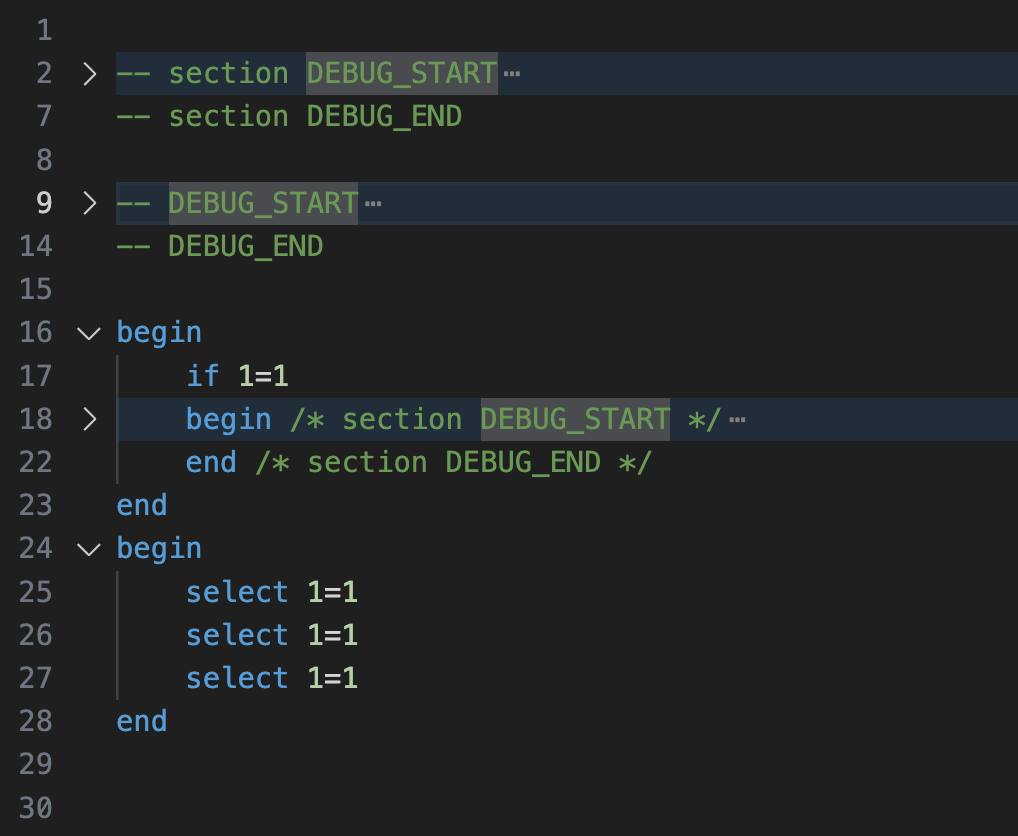 1
2 > -- section DEBUG_START ⋯
7 -- section DEBUG_END
8
9 > -- DEBUG_START ⋯
14 -- DEBUG_END
15
16 begin
17 if 1=1
18 > begin /* section DEBUG_START */ ⋯
22 end /* section DEBUG_END */
23 end
24 begin
25 select 1=1
26 select 1=1
27 select 1=1
28 end
29
30